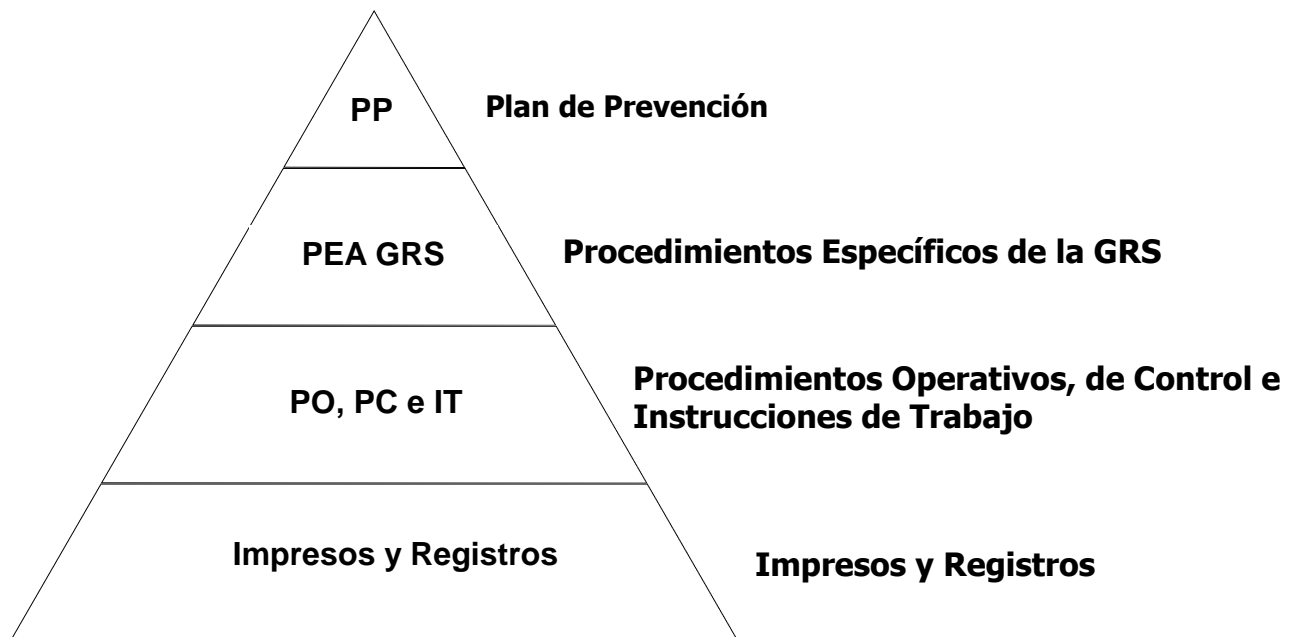 PP
Plan de Prevención
PEA GRS
Procedimientos Específicos de la GRS
PO, PC e IT
Procedimientos Operativos, de Control e
Instrucciones de Trabajo
Impresos y Registros
Impresos y Registros